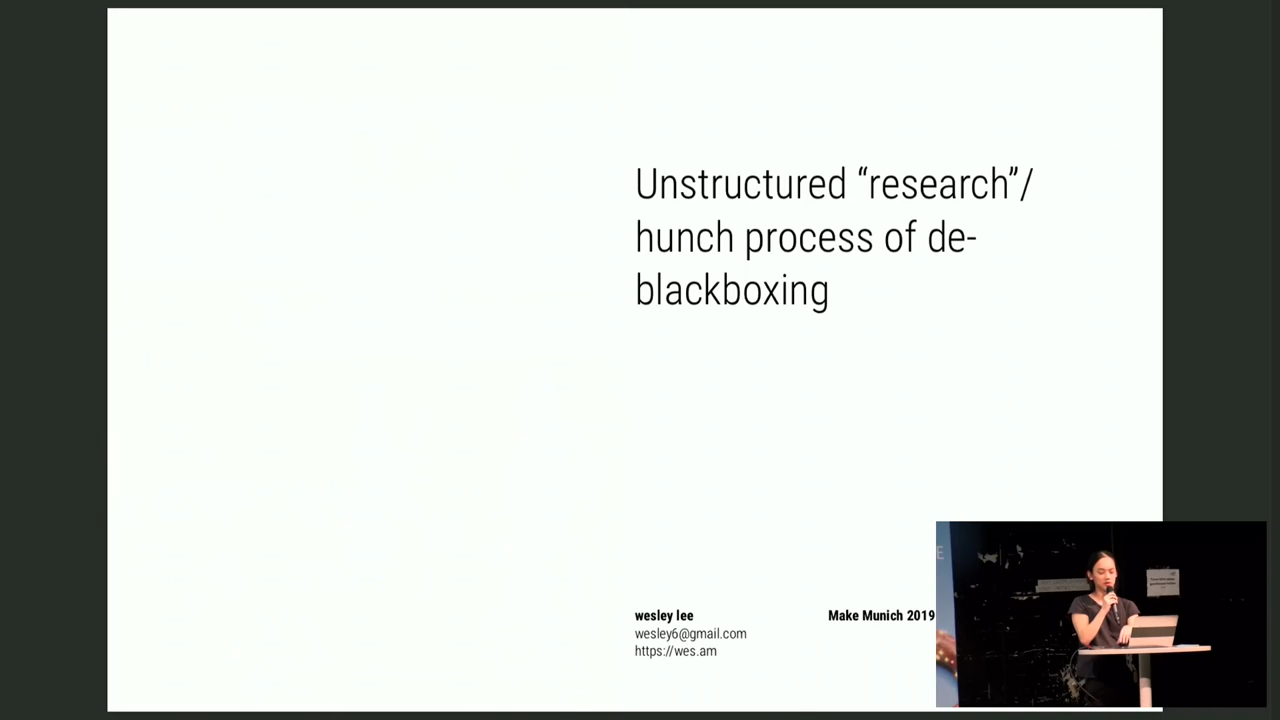 Unstructured “research”/
hunch process of de-
blackboxing
wesley lee
Make Munich 2019
wesley6@gmail.com
https://wes.am
E